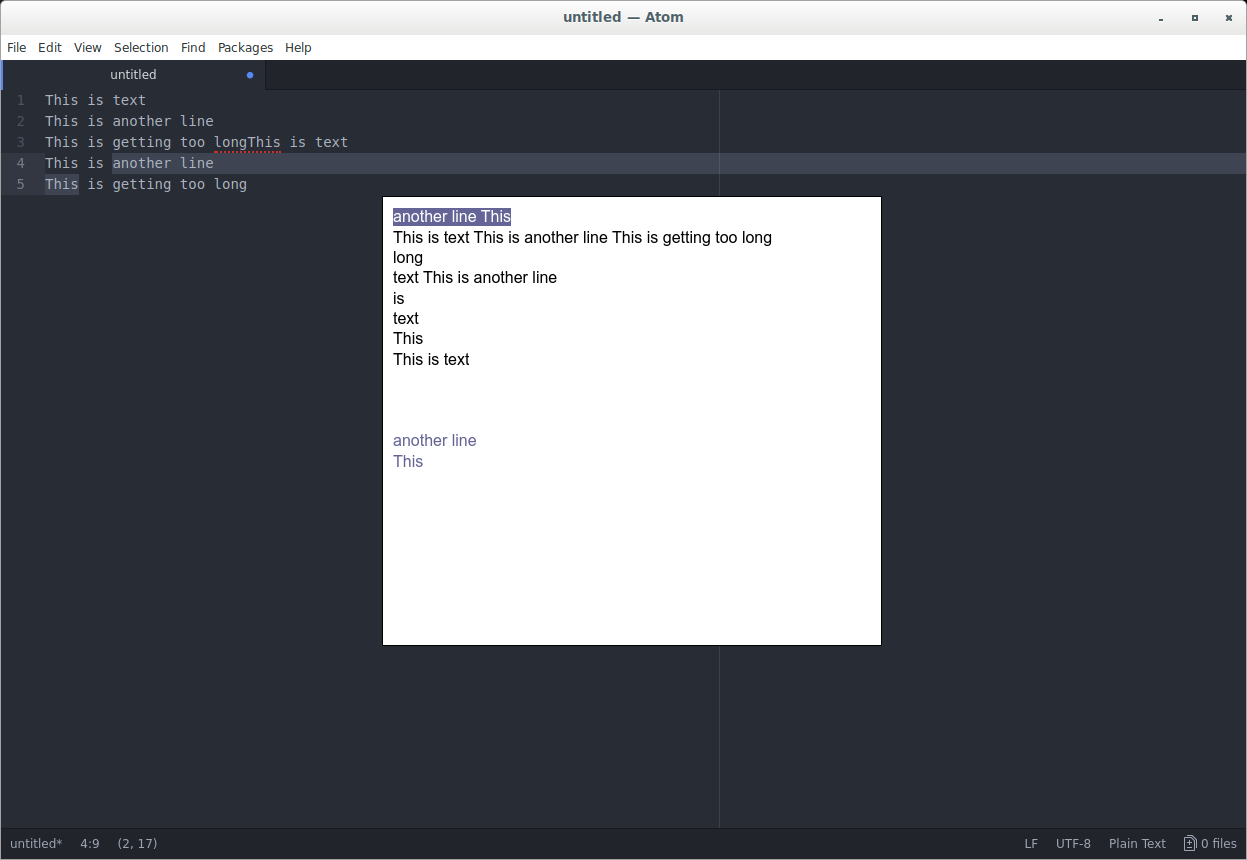 untitled — Atom
File Edit View Selection Find Packages Help
untitled
1 This is text
2 This is another line
3 This is getting too longThis is text
4 This is another line
5 This is getting too long
another line This
This is text This is another line This is getting too long
long
text This is another line
is
text
This
This is text
another line
This
untitled* 4:9 (2, 17) LF UTF-8 Plain Text 0 files